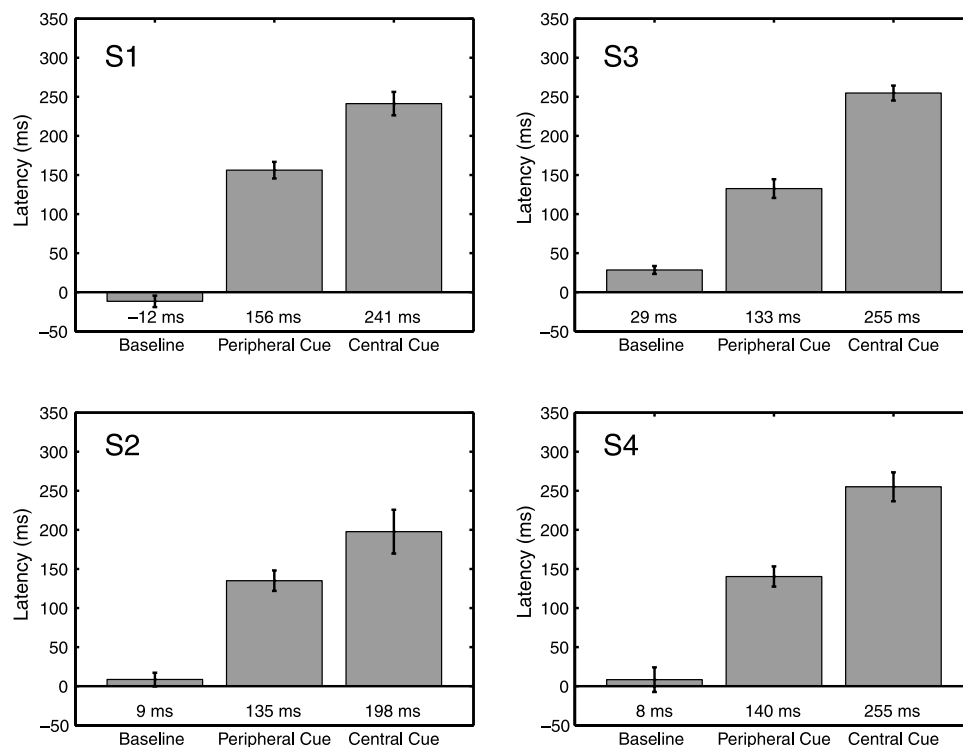 S1
Latency (ms)
350
300
250
200
150
100
50
0
−50
−12 ms 156 ms 241 ms
Baseline Peripheral Cue Central Cue
S3
Latency (ms)
350
300
250
200
150
100
50
0
−50
29 ms 133 ms 255 ms
Baseline Peripheral Cue Central Cue
S2
Latency (ms)
350
300
250
200
150
100
50
0
−50
9 ms 135 ms 198 ms
Baseline Peripheral Cue Central Cue
S4
Latency (ms)
350
300
250
200
150
100
50
0
−50
8 ms 140 ms 255 ms
Baseline Peripheral Cue Central Cue